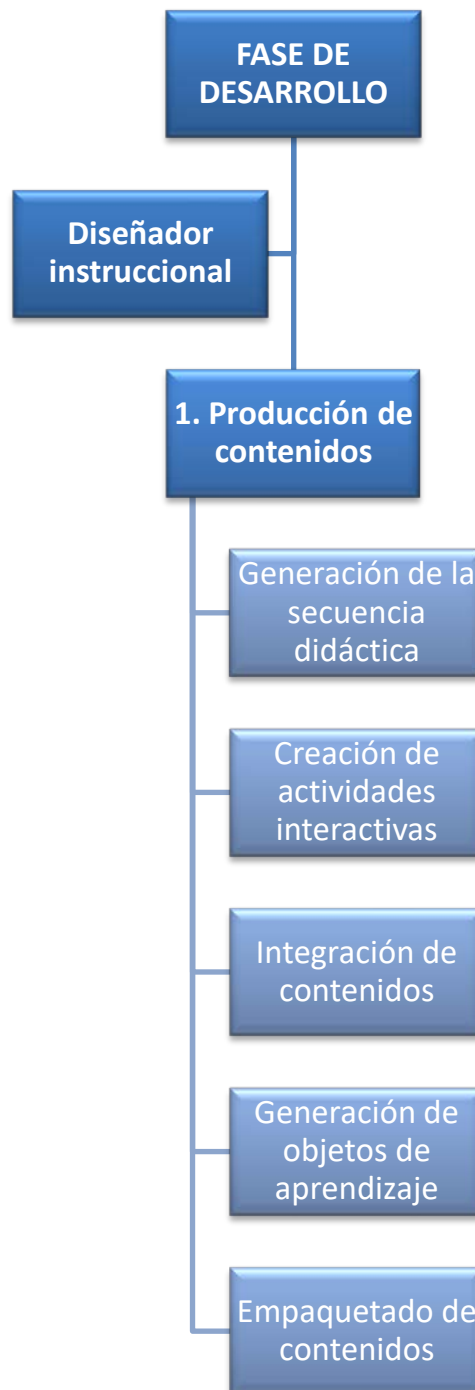 FASE DE
DESARROLLO
Diseñador
instruccional
1. Producción de
contenidos
Generación de la
secuencia
didáctica
Creación de
actividades
interactivas
Integración de
contenidos
Generación de
objetos de
aprendizaje
Empaquetado de
contenidos